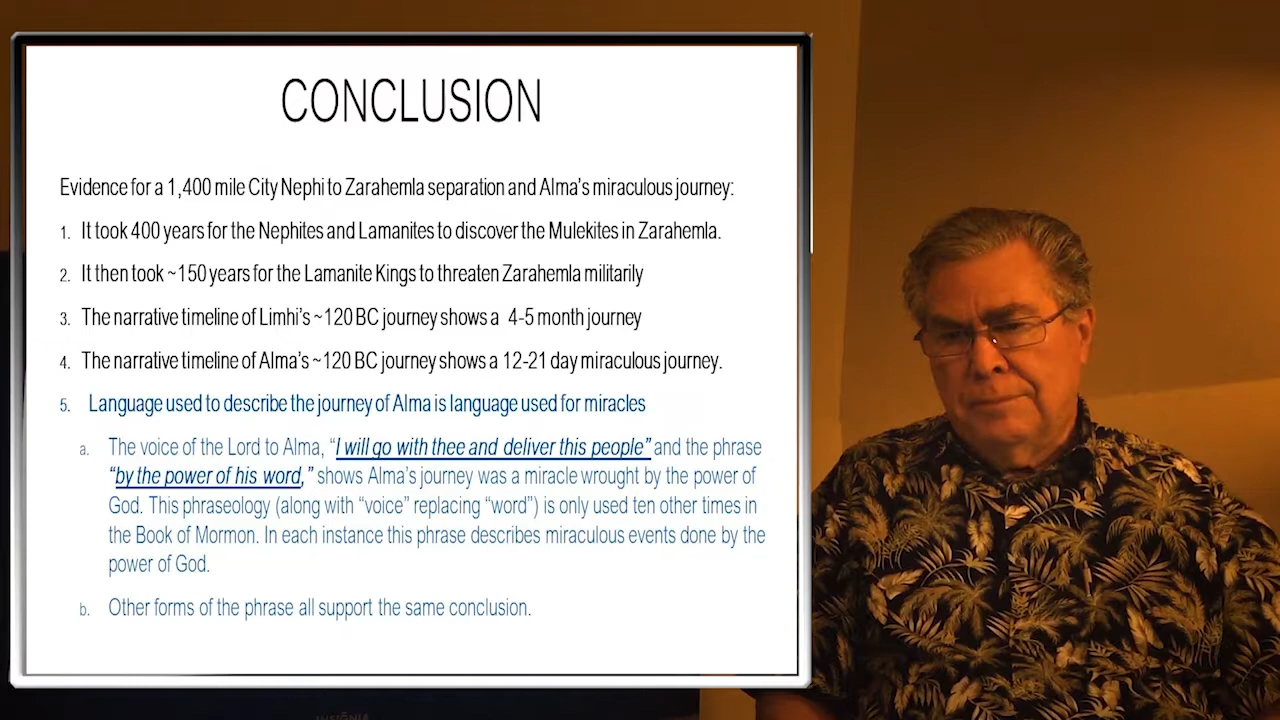 CONCLUSION
Evidence for a 1,400 mile City Nephi to Zarahemla separation and Alma's miraculous journey:
1. It took 400 years for the Nephites and Lamanites to discover the Mulekites in Zarahemla.
2. It then took ~150 years for the Lamanite Kings to threaten Zarahemla militarily
3. The narrative timeline of Limhi's ~120 BC journey shows a 4-5 month journey
4. The narrative timeline of Alma's ~120 BC journey shows a 12-21 day miraculous journey.
5. Language used to describe the journey of Alma is language used for miracles
a. The voice of the Lord to Alma, "I will go with thee and deliver this people" and the phrase
"by the power of his word," shows Alma's journey was a miracle wrought by the power of
God. This phraseology (along with "voice" replacing "word") is only used ten other times in
the Book of Mormon. In each instance this phrase describes miraculous events done by the
power of God.
b. Other forms of the phrase all support the same conclusion.
INSIGNIA